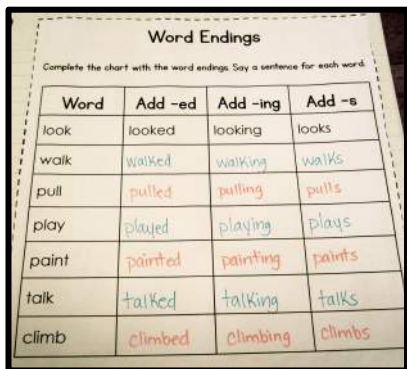 Word Endings
Complete the chart with the word endings. Say a sentence for each word.
Word Add -ed Add -ing Add -s
look looked looking looks
walk walked walking walks
pull pulled pulling pulls
play played playing plays
paint painted painting paints
talk talked talking talks
climb climbed climbing climbs